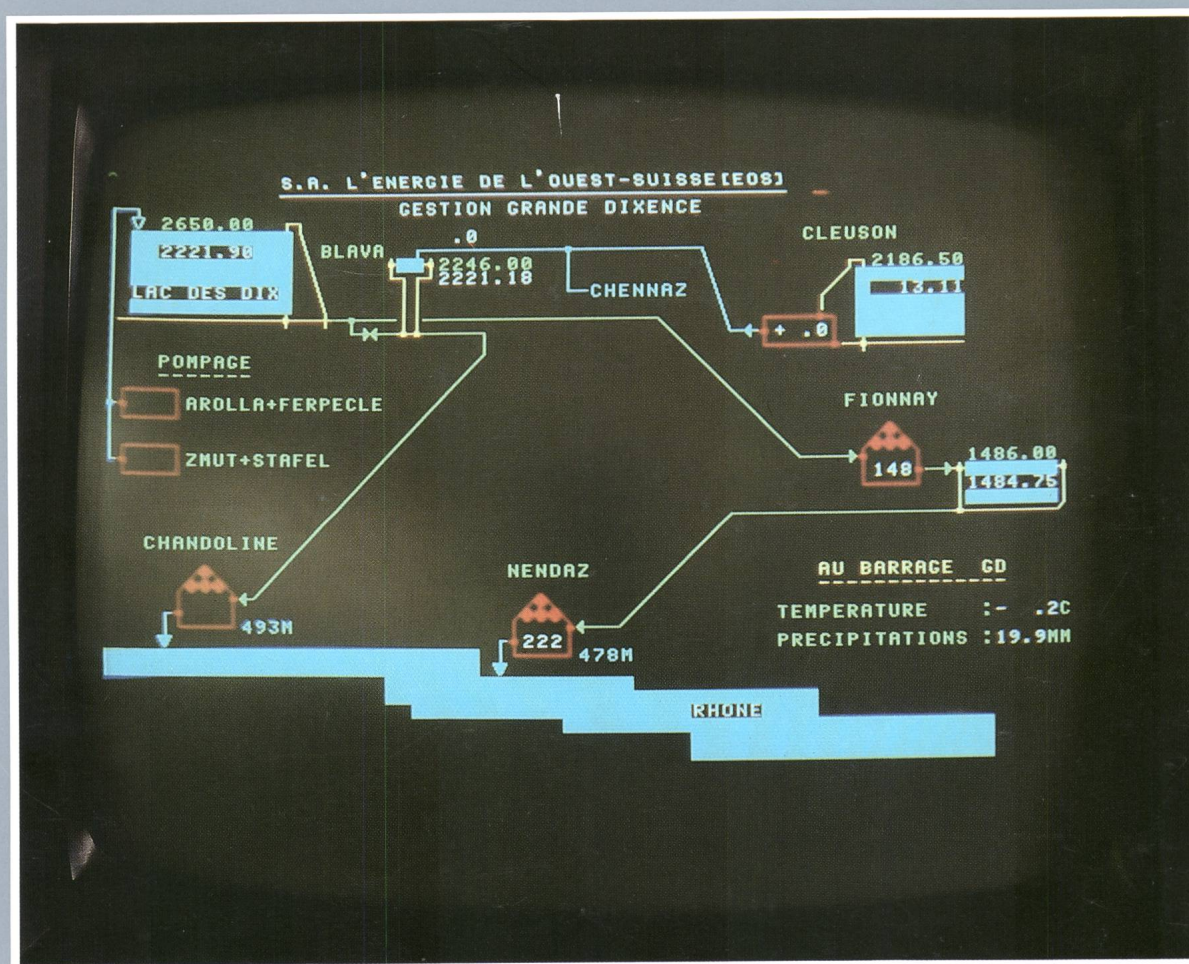 S.A. L'ENERGIE DE L'OUEST-SUISSE[EOS]
GESTION GRANDE DIXENCE
2650.00
2221.90
LAC DES DIX
BLAVA
.0
2246.00
2221.18
CHENNAZ
CLEUSON
2186.50
13.11
+ .0
POMPAGE
AROLLA+FERPECLE
ZMUT+STAFEL
FIONNAY
148
1486.00
1484.75
CHANDOLINE
493M
NENDAZ
222
478M
AU BARRAGE GD
TEMPERATURE :- .2C
PRECIPITATIONS :19.9MM
RHONE